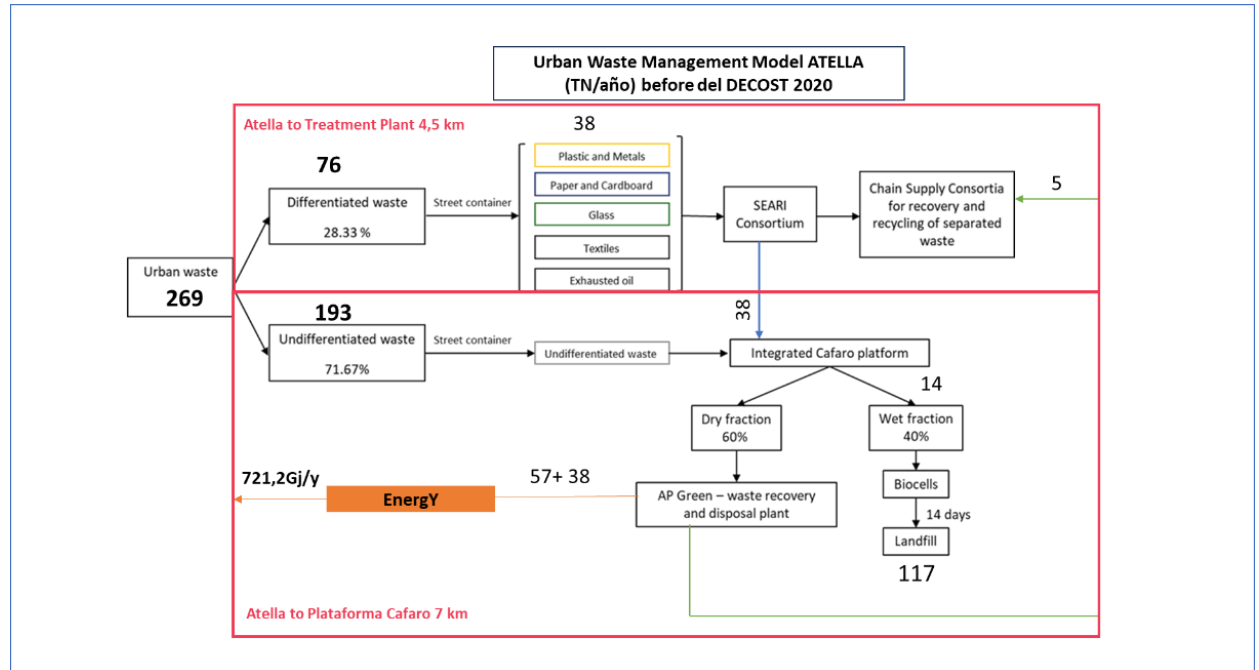 Urban Waste Management Model ATELLA
(TN/año) before del DECOST 2020
Atella to Treatment Plant 4,5 km
38
76
Differentiated waste
28.33 %
Street container
Plastic and Metals
Paper and Cardboard
Glass
Textiles
Exhausted oil
SEARI
Consortium
Chain Supply Consortia
for recovery and
recycling of separated
waste
5
Urban waste
269
38
193
Undifferentiated waste
71.67%
Street container
Undifferentiated waste
Integrated Cafaro platform
14
Dry fraction
60%
Wet fraction
40%
721,2Gj/y
EnergY
57+ 38
AP Green – waste recovery
and disposal plant
Biocells
14 days
Landfill
117
Atella to Plataforma Cafaro 7 km